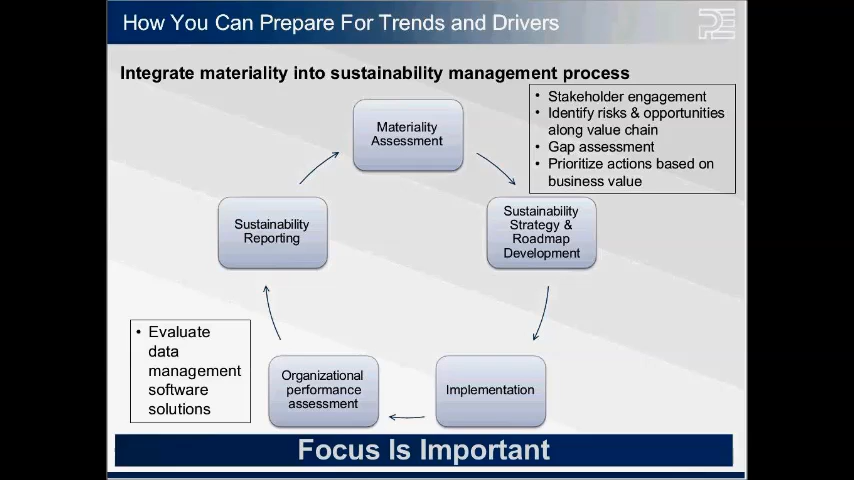 How You Can Prepare For Trends and Drivers
PE
Integrate materiality into sustainability management process
• Stakeholder engagement
• Identify risks & opportunities
along value chain
• Gap assessment
• Prioritize actions based on
business value
Materiality
Assessment
Sustainability
Strategy &
Roadmap
Development
Sustainability
Reporting
• Evaluate
data
management
software
solutions
Organizational
performance
assessment
Implementation
Focus Is Important